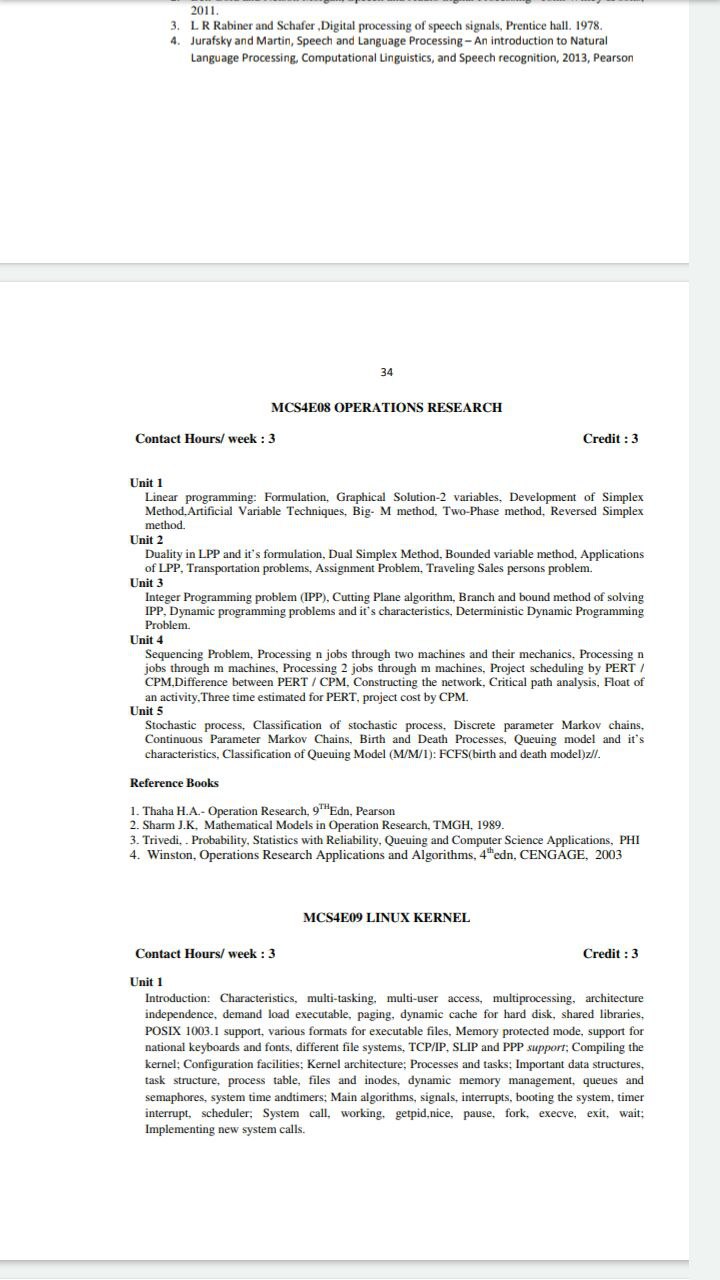 2011.
3. L R Rabiner and Schafer ,Digital processing of speech signals, Prentice hall. 1978.
4. Jurafsky and Martin, Speech and Language Processing – An introduction to Natural
Language Processing, Computational Linguistics, and Speech recognition, 2013, Pearson
34
MCS4E08 OPERATIONS RESEARCH
Contact Hours/ week : 3 Credit : 3
Unit 1
Linear programming: Formulation, Graphical Solution-2 variables, Development of Simplex
Method,Artificial Variable Techniques, Big- M method, Two-Phase method, Reversed Simplex
method.
Unit 2
Duality in LPP and it's formulation, Dual Simplex Method, Bounded variable method, Applications
of LPP, Transportation problems, Assignment Problem, Traveling Sales persons problem.
Unit 3
Integer Programming problem (IPP), Cutting Plane algorithm, Branch and bound method of solving
IPP, Dynamic programming problems and it's characteristics, Deterministic Dynamic Programming
Problem.
Unit 4
Sequencing Problem, Processing n jobs through two machines and their mechanics, Processing n
jobs through m machines, Processing 2 jobs through m machines, Project scheduling by PERT /
CPM,Difference between PERT / CPM, Constructing the network, Critical path analysis, Float of
an activity,Three time estimated for PERT, project cost by CPM.
Unit 5
Stochastic process, Classification of stochastic process, Discrete parameter Markov chains,
Continuous Parameter Markov Chains, Birth and Death Processes, Queuing model and it's
characteristics, Classification of Queuing Model (M/M/1): FCFS(birth and death model)z//.
Reference Books
1. Thaha H.A.- Operation Research, 9THEdn, Pearson
2. Sharm J.K, Mathematical Models in Operation Research, TMGH, 1989.
3. Trivedi, . Probability, Statistics with Reliability, Queuing and Computer Science Applications, PHI
4. Winston, Operations Research Applications and Algorithms, 4thedn, CENGAGE, 2003
MCS4E09 LINUX KERNEL
Contact Hours/ week : 3 Credit : 3
Unit 1
Introduction: Characteristics, multi-tasking, multi-user access, multiprocessing, architecture
independence, demand load executable, paging, dynamic cache for hard disk, shared libraries,
POSIX 1003.1 support, various formats for executable files, Memory protected mode, support for
national keyboards and fonts, different file systems, TCP/IP, SLIP and PPP support; Compiling the
kernel; Configuration facilities; Kernel architecture; Processes and tasks; Important data structures,
task structure, process table, files and inodes, dynamic memory management, queues and
semaphores, system time andtimers; Main algorithms, signals, interrupts, booting the system, timer
interrupt, scheduler; System call, working, getpid,nice, pause, fork, execve, exit, wait;
Implementing new system calls.